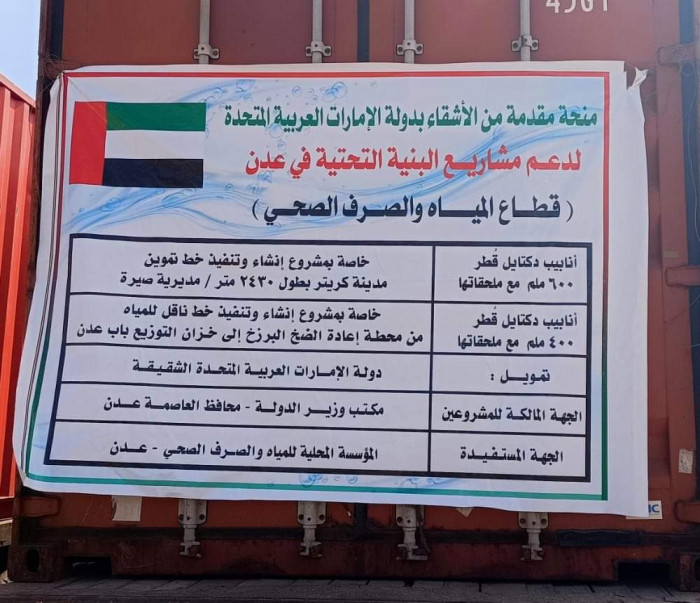 4501
منحة مقدمة من الأشقاء بدولة الإمارات العربية المتحدة
لدعم مشاريع البنية التحتية في عدن
( قطاع المياه والصرف الصحي )
أنابيب دكتايل قُطر
٦٠٠ ملم مع ملحقاتها
خاصة بمشروع إنشاء وتنفيذ خط تموين
مدينة كريتر بطول ٢٤٣٠ متر / مديرية صيرة
أنابيب دكتايل قُطر
٤٠٠ ملم مع ملحقاتها
خاصة بمشروع إنشاء وتنفيذ خط ناقل للمياه
من محطة إعادة الضخ البرزخ إلى خزان التوزيع باب عدن
تمويل :
دولة الإمارات العربية المتحدة الشقيقة
الجهة المالكة للمشروعين
مكتب وزير الدولة - محافظ العاصمة عدن
الجهة المستفيدة
المؤسسة المحلية للمياه والصرف الصحي - عدن